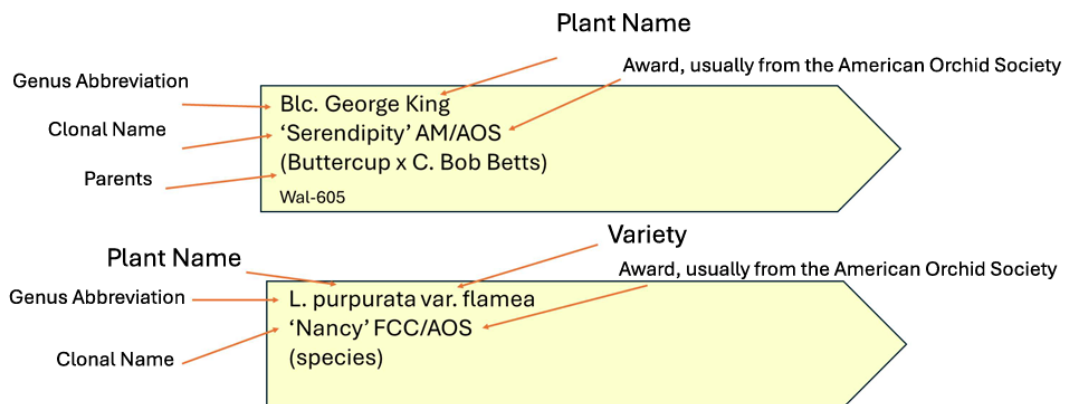 Plant Name
Genus Abbreviation
Award, usually from the American Orchid Society
Blc. George King
Clonal Name
‘Serendipity’ AM/AOS
(Buttercup x C. Bob Betts)
Parents
Wal-605
Variety
Plant Name
Award, usually from the American Orchid Society
Genus Abbreviation
L. purpurata var. flamea
‘Nancy’ FCC/AOS
Clonal Name
(species)